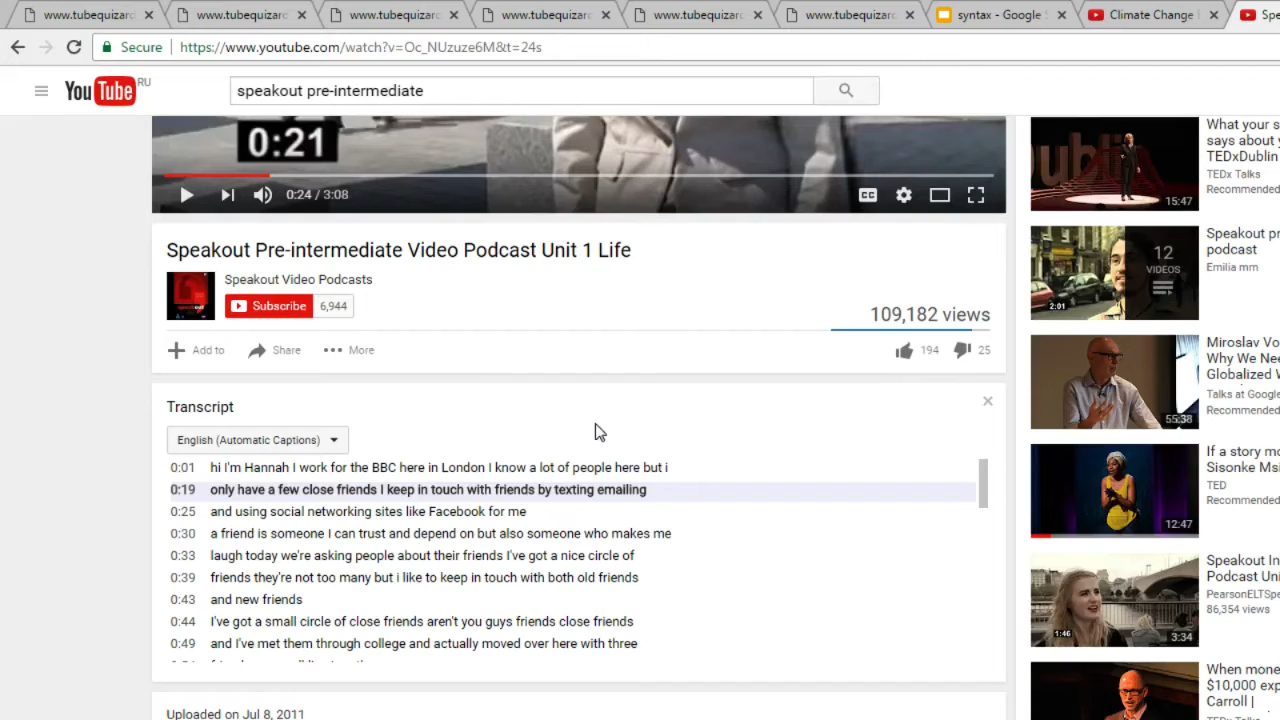 www.tubequizard
www.tubequizard
www.tubequizard
www.tubequizard
www.tubequizard
www.tubequizard
syntax - Google S
Climate Change
Spe
Secure
https://www.youtube.com/watch?v=Oc_NUzuze6M&t=24s
YouTube RU
speakout pre-intermediate
0:21
0:24 / 3:08
CC
Speakout Pre-intermediate Video Podcast Unit 1 Life
Speakout Video Podcasts
Subscribe 6,944
109,182 views
Add to Share More
194 25
Transcript
English (Automatic Captions)
0:01 hi I'm Hannah I work for the BBC here in London I know a lot of people here but i
0:19 only have a few close friends I keep in touch with friends by texting emailing
0:25 and using social networking sites like Facebook for me
0:30 a friend is someone I can trust and depend on but also someone who makes me
0:33 laugh today we're asking people about their friends I've got a nice circle of
0:39 friends they're not too many but i like to keep in touch with both old friends
0:43 and new friends
0:44 I've got a small circle of close friends aren't you guys friends close friends
0:49 and I've met them through college and actually moved over here with three
Uploaded on Jul 8, 2011
What your s
says about y
TEDxDublin
TEDx Talks
Recommended
15:47
Speakout pr
podcast
Emilia mm
12
VIDEOS
2:01
Miroslav Vo
Why We Nee
Globalized W
Talks at Google
Recommended
55:38
If a story mo
Sisonke Msi
TED
Recommended
12:47
Speakout In
Podcast Uni
PearsonELTSpe
86,354 views
1:46
3:34
When mone
$10,000 exp
Carroll |
TEDx Talks